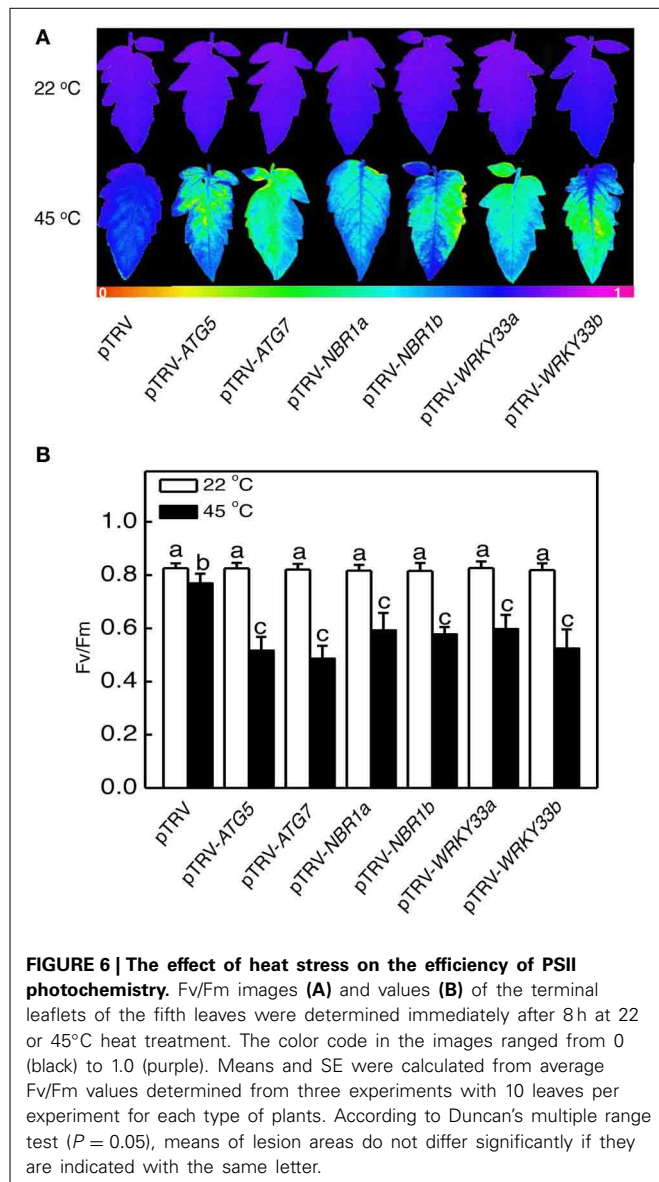 A
22 °C
45 °C
0 1
pTRV
pTRV-ATG5
pTRV-ATG7
pTRV-NBR1a
pTRV-NBR1b
pTRV-WRKY33a
pTRV-WRKY33b
B
22 °C
45 °C
1.0
0.8
0.6
0.4
0.2
0.0
Fv/Fm
a b a c a c a c a c a c a c
pTRV
pTRV-ATG5
pTRV-ATG7
pTRV-NBR1a
pTRV-NBR1b
pTRV-WRKY33a
pTRV-WRKY33b
FIGURE 6 | The effect of heat stress on the efficiency of PSII
photochemistry. Fv/Fm images (A) and values (B) of the terminal
leaflets of the fifth leaves were determined immediately after 8 h at 22
or 45°C heat treatment. The color code in the images ranged from 0
(black) to 1.0 (purple). Means and SE were calculated from average
Fv/Fm values determined from three experiments with 10 leaves per
experiment for each type of plants. According to Duncan's multiple range
test (P = 0.05), means of lesion areas do not differ significantly if they
are indicated with the same letter.